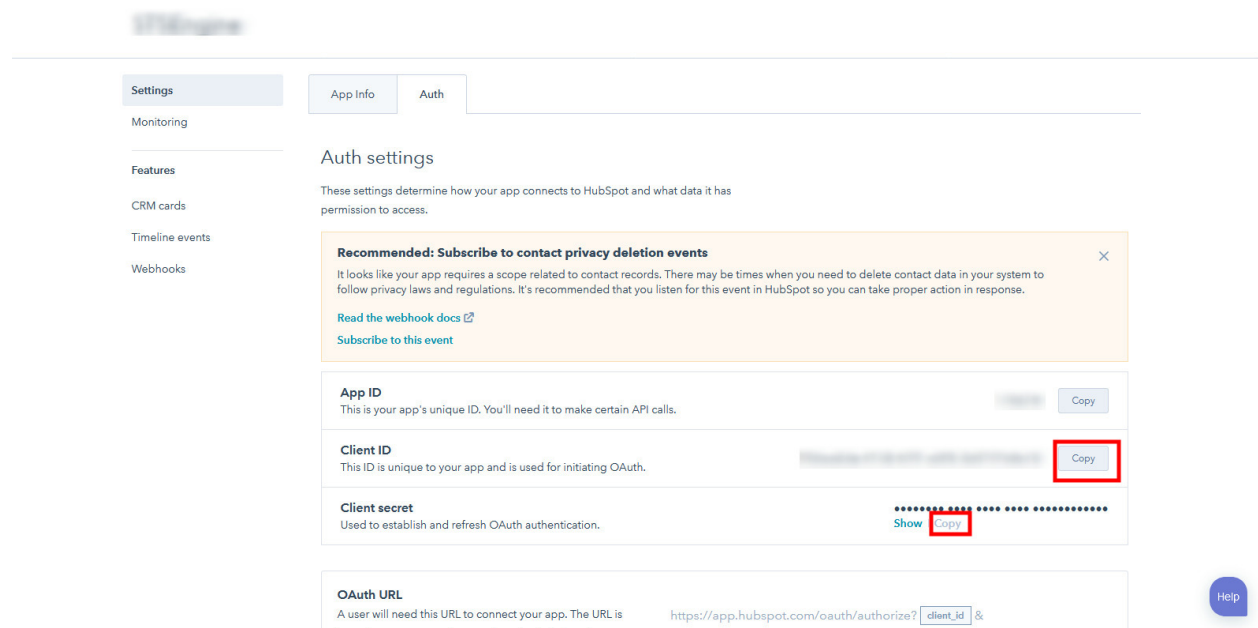 Settings
Monitoring
Features
CRM cards
Timeline events
Webhooks
App Info
Auth
Auth settings
These settings determine how your app connects to HubSpot and what data it has
permission to access.
Recommended: Subscribe to contact privacy deletion events
It looks like your app requires a scope related to contact records. There may be times when you need to delete contact data in your system to
follow privacy laws and regulations. It's recommended that you listen for this event in HubSpot so you can take proper action in response.
Read the webhook docs
Subscribe to this event
App ID
This is your app's unique ID. You'll need it to make certain API calls.
Copy
Client ID
This ID is unique to your app and is used for initiating OAuth.
Copy
Client secret
Used to establish and refresh OAuth authentication.
Show Copy
OAuth URL
A user will need this URL to connect your app. The URL is
https://app.hubspot.com/oauth/authorize? client_id &
Help